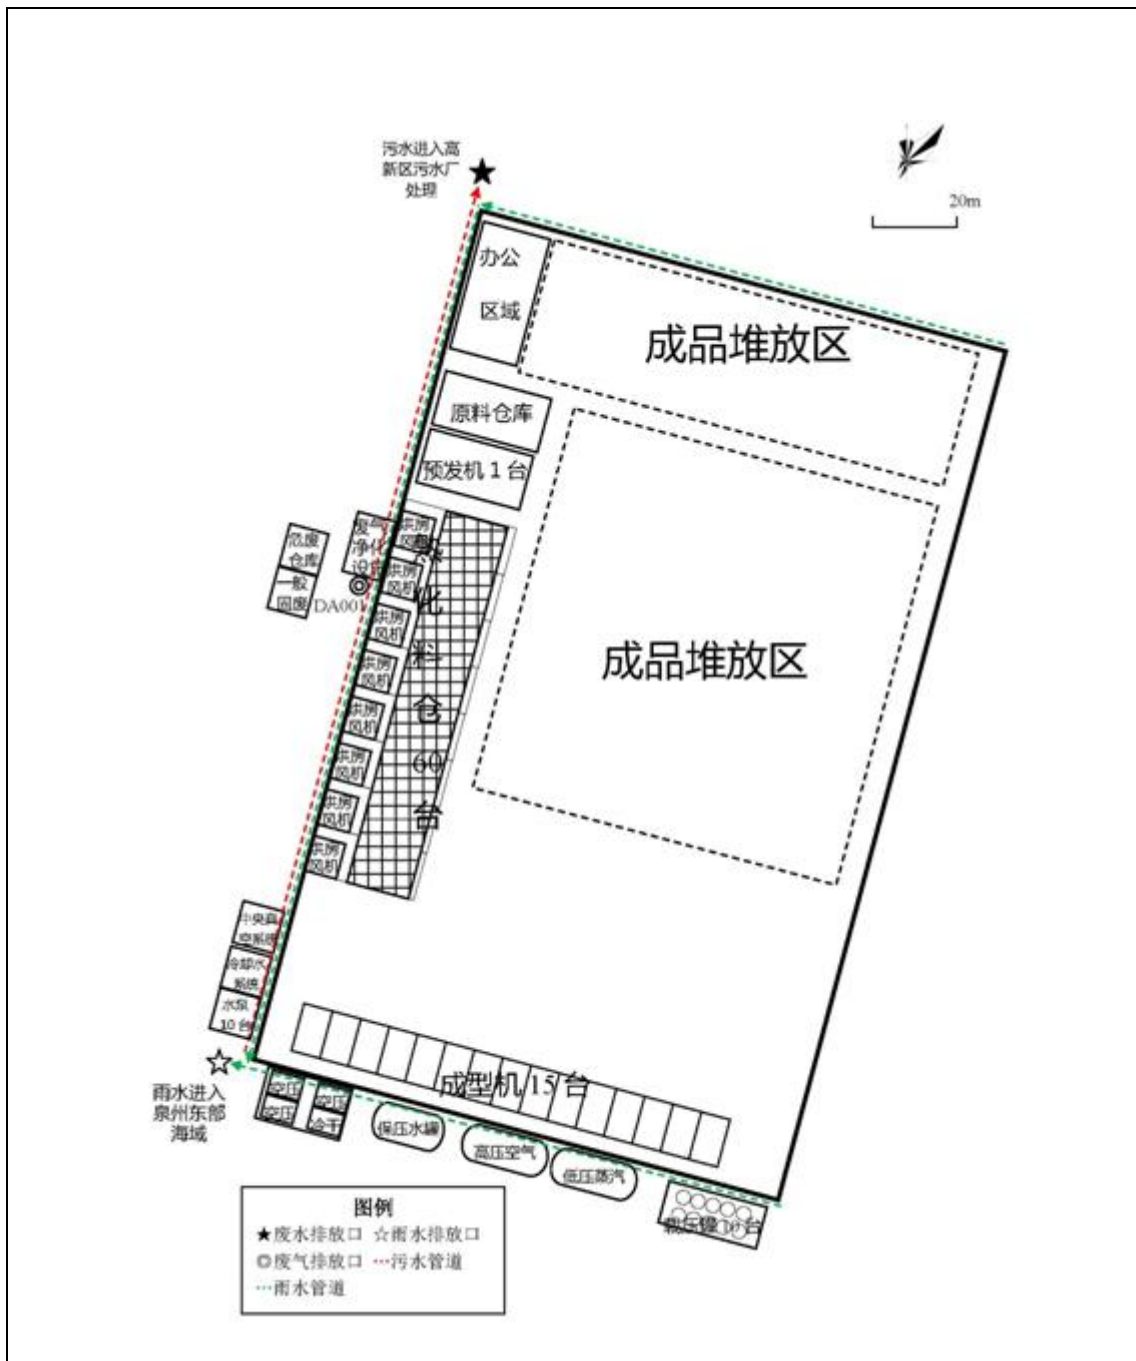 污水进入高
新区污水厂
处理
20m
办公
区域
成品堆放区
原料仓库
预发机 1 台
危废
仓库
一般
固废
废气
净化
DA001
烘房
风机
烘房
风机
烘房
风机
烘房
风机
烘房
风机
烘房
风机
烘房
风机
烘房
风机
熟
化
料
仓
60
台
成品堆放区
中央真
空系统
冷却水
系统
水泵
10 台
雨水进入
泉州东部
海域
成型机 15 台
空压
空压
空压
冷干
保压水罐
高压空气
低压蒸汽
图例
★废水排放口 ☆雨水排放口
◎废气排放口 ┅污水管道
┅雨水管道